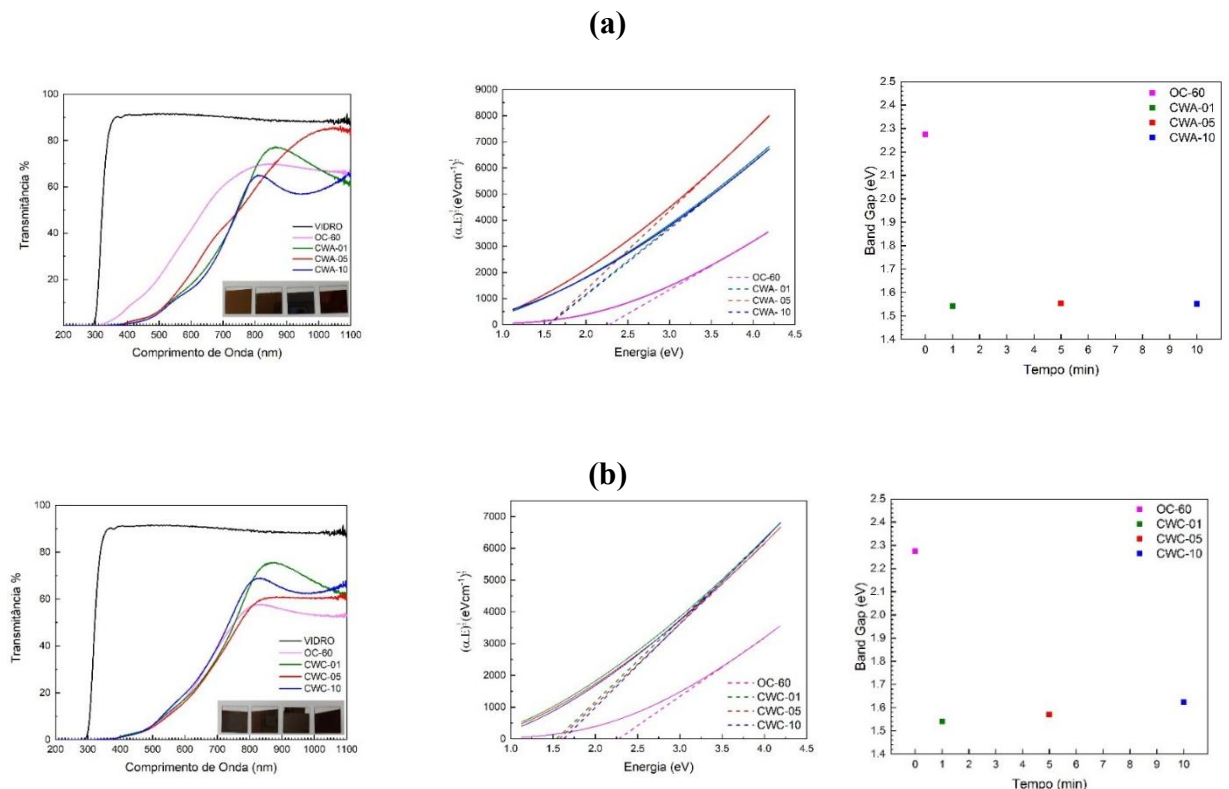 (a)
Transmitância %
100
80
60
40
20
200 300 400 500 600 700 800 900 1000 1100
Comprimento de Onda (nm)
VIDRO
OC-60
CWA-01
CWA-05
CWA-10
(α.E)½(eVcm⁻¹)½
9000
8000
7000
6000
5000
4000
3000
2000
1000
0
1.0 1.5 2.0 2.5 3.0 3.5 4.0 4.5
Energia (eV)
OC-60
CWA- 01
CWA- 05
CWA- 10
Band Gap (eV)
2.5
2.4
2.3
2.2
2.1
2.0
1.9
1.8
1.7
1.6
1.5
1.4
0 1 2 3 4 5 6 7 8 9 10
Tempo (min)
OC-60
CWA-01
CWA-05
CWA-10
(b)
Transmitância %
100
80
60
40
20
0
200 300 400 500 600 700 800 900 1000 1100
Comprimento de Onda (nm)
VIDRO
OC-60
CWC-01
CWC-05
CWC-10
(α.E)½(eVcm⁻¹)½
7000
6000
5000
4000
3000
2000
1000
0
1.0 1.5 2.0 2.5 3.0 3.5 4.0 4.5
Energia (eV)
OC-60
CWC-01
CWC-05
CWC-10
Band Gap (eV)
2.5
2.4
2.3
2.2
2.1
2.0
1.9
1.8
1.7
1.6
1.5
1.4
0 1 2 3 4 5 6 7 8 9 10
Tempo (min)
OC-60
CWC-01
CWC-05
CWC-10